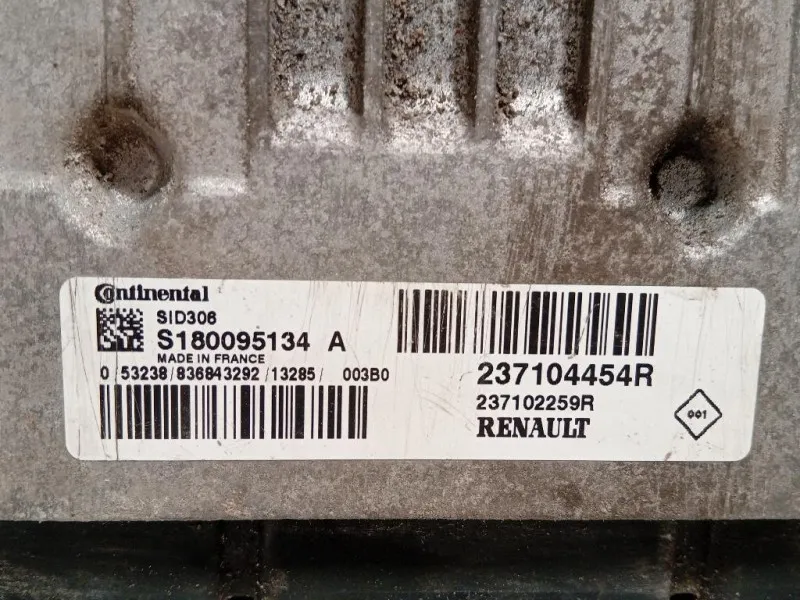 Continental
SID306
S180095134 A
MADE IN FRANCE
0 53238/836843292/13285/ 003B0
237104454R
237102259R
RENAULT
001